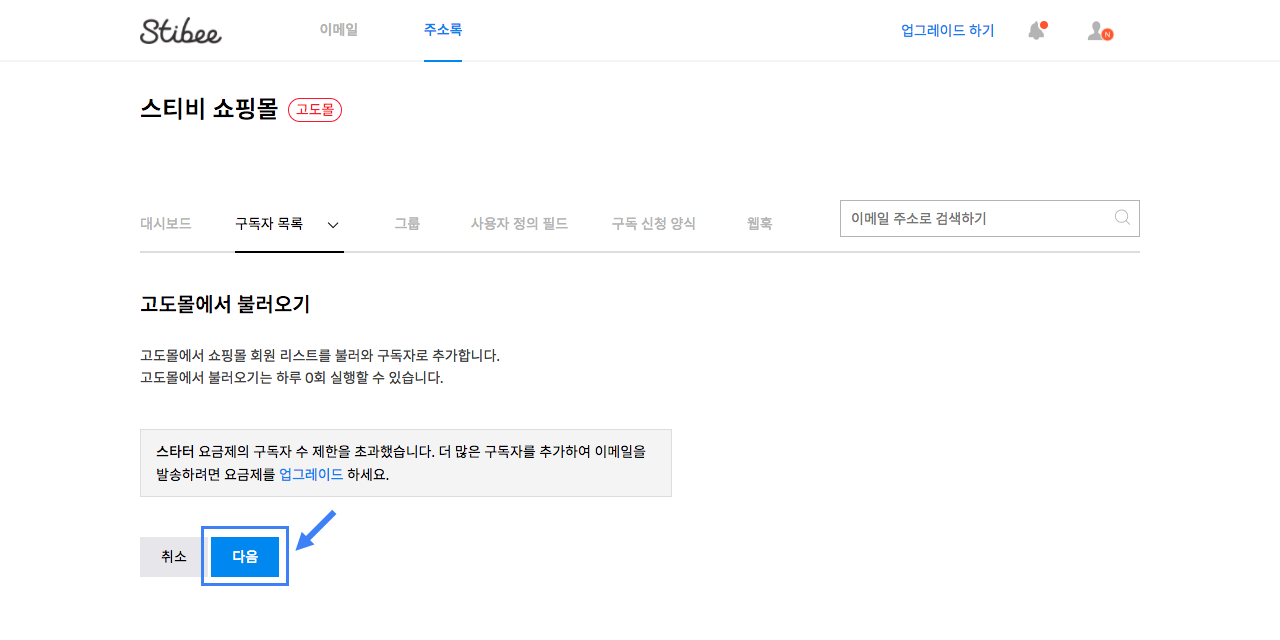 Stibee
이메일
주소록
업그레이드 하기
N
스티비 쇼핑몰 고도몰
대시보드
구독자 목록
그룹
사용자 정의 필드
구독 신청 양식
웹훅
이메일 주소로 검색하기
고도몰에서 불러오기
고도몰에서 쇼핑몰 회원 리스트를 불러와 구독자로 추가합니다.
고도몰에서 불러오기는 하루 0회 실행할 수 있습니다.
스타터 요금제의 구독자 수 제한을 초과했습니다. 더 많은 구독자를 추가하여 이메일을
발송하려면 요금제를 업그레이드 하세요.
취소
다음